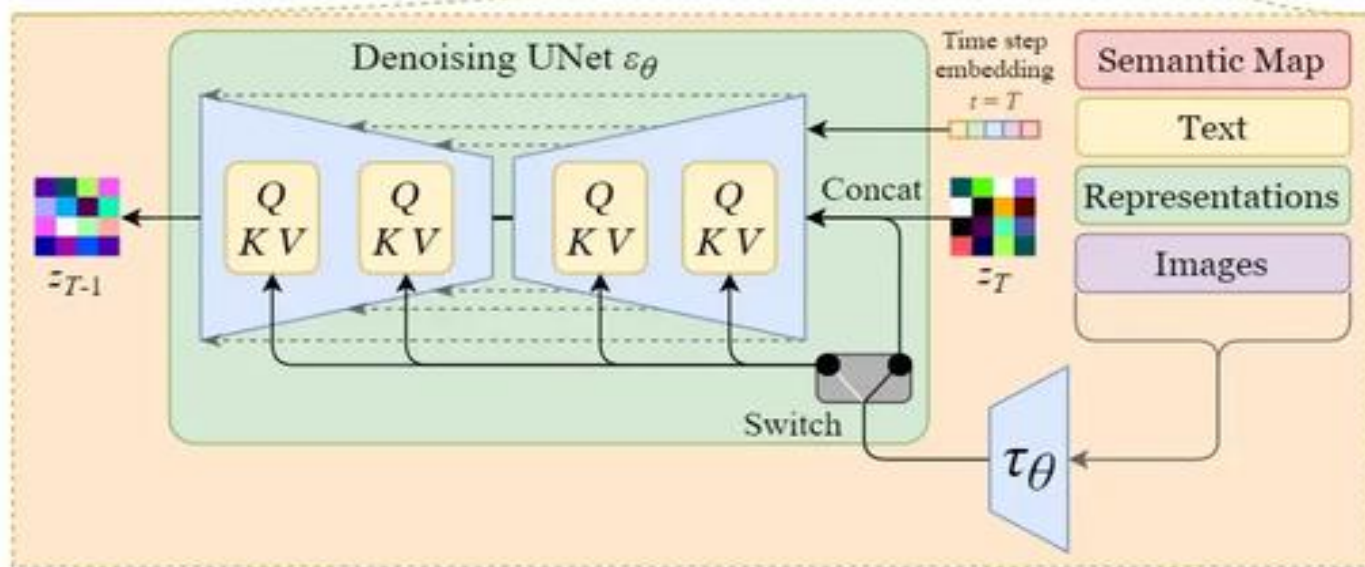 Denoising UNet εθ
Time step
embedding
t = T
Semantic Map
Text
Representations
Images
Concat
Q
K V
Q
K V
Q
K V
Q
K V
zT-1
zT
Switch
τθ